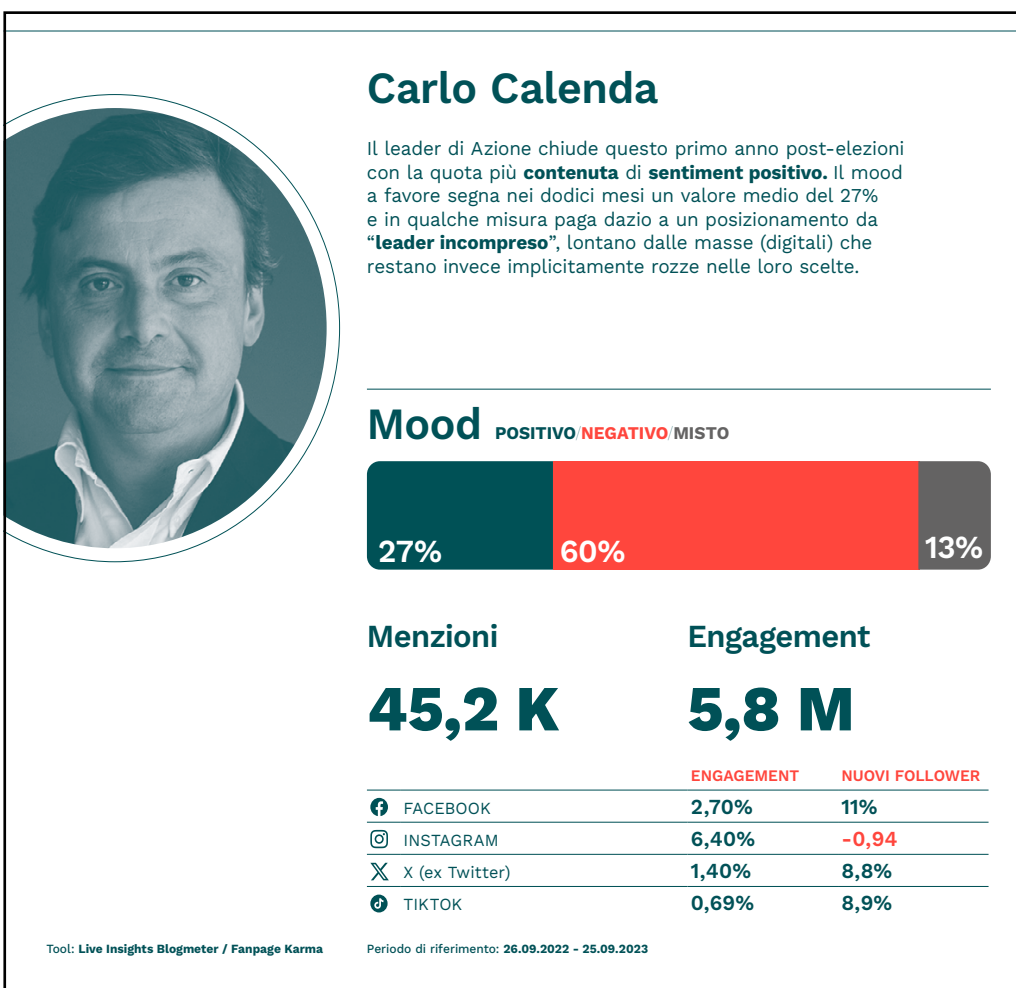 Carlo Calenda
Il leader di Azione chiude questo primo anno post-elezioni
con la quota più contenuta di sentiment positivo. Il mood
a favore segna nei dodici mesi un valore medio del 27%
e in qualche misura paga dazio a un posizionamento da
“leader incompreso”, lontano dalle masse (digitali) che
restano invece implicitamente rozze nelle loro scelte.
Mood POSITIVO/NEGATIVO/MISTO
27% 60% 13%
Menzioni Engagement
45,2 K 5,8 M
ENGAGEMENT NUOVI FOLLOWER
FACEBOOK 2,70% 11%
INSTAGRAM 6,40% -0,94
X (ex Twitter) 1,40% 8,8%
TIKTOK 0,69% 8,9%
Tool: Live Insights Blogmeter / Fanpage Karma Periodo di riferimento: 26.09.2022 - 25.09.2023